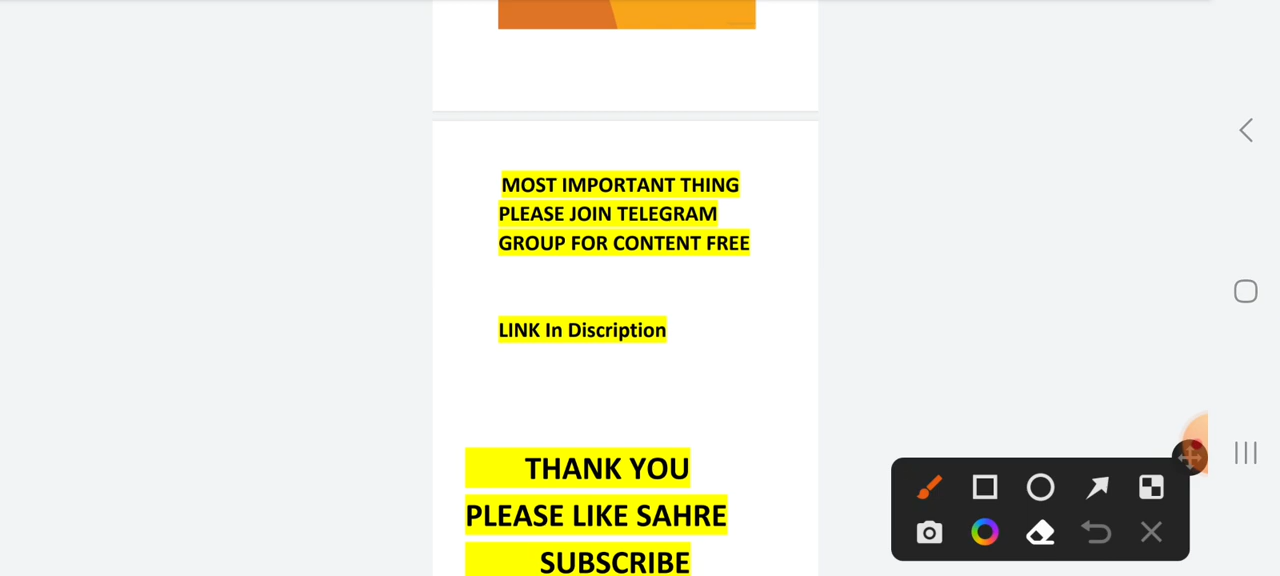 MOST IMPORTANT THING
PLEASE JOIN TELEGRAM
GROUP FOR CONTENT FREE
LINK In Discription
THANK YOU
PLEASE LIKE SAHRE
SUBSCRIBE